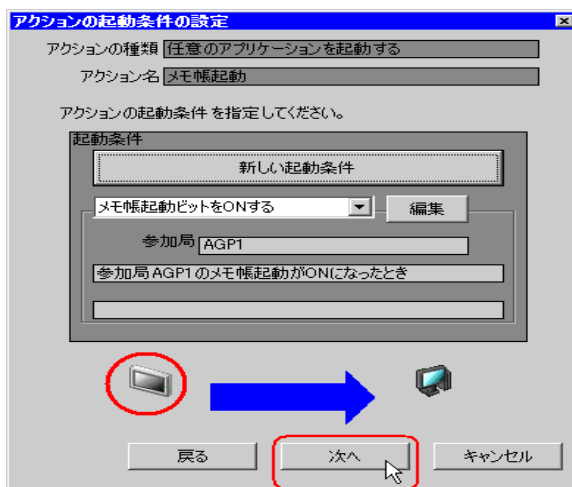 アクションの起動条件の設定
アクションの種類 任意のアプリケーションを起動する
アクション名 メモ帳起動
アクションの起動条件を指定してください。
起動条件
新しい起動条件
メモ帳起動ビットをONする 編集
参加局 AGP1
参加局AGP1のメモ帳起動がONになったとき
戻る 次へ キャンセル